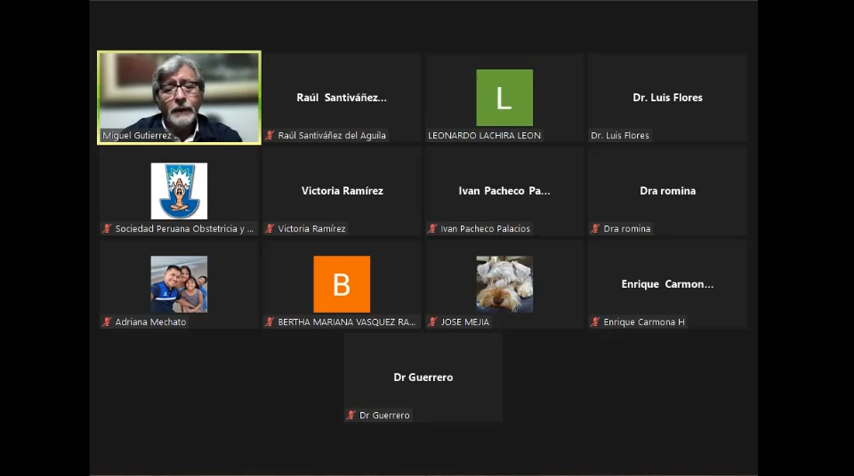 Miguel Gutierrez
Raúl Santiváñez...
Raúl Santiváñez del Aguila
L
LEONARDO LACHIRA LEON
Dr. Luis Flores
Dr. Luis Flores
Sociedad Peruana Obstetricia y ...
Victoria Ramírez
Victoria Ramírez
Ivan Pacheco Pa...
Ivan Pacheco Palacios
Dra romina
Dra romina
Adriana Mechato
B
BERTHA MARIANA VASQUEZ RA...
JOSE MEJIA
Enrique Carmon...
Enrique Carmona H
Dr Guerrero
Dr Guerrero